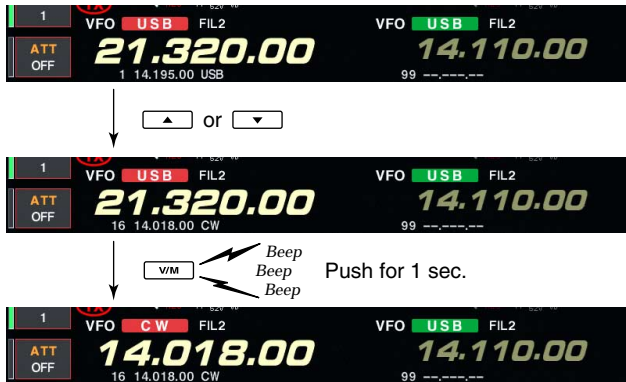 1 VFO USB FIL2 VFO USB FIL2
ATT OFF 21.320.00 14.110.00
1 14.195.00 USB 99 --.---.--
▲ or ▼
1 VFO USB FIL2 VFO USB FIL2
ATT OFF 21.320.00 14.110.00
16 14.018.00 CW 99 --.---.--
Beep
V/M Beep Push for 1 sec.
Beep
1 VFO CW FIL2 VFO USB FIL2
ATT OFF 14.018.00 14.110.00
16 14.018.00 CW 99 --.---.--